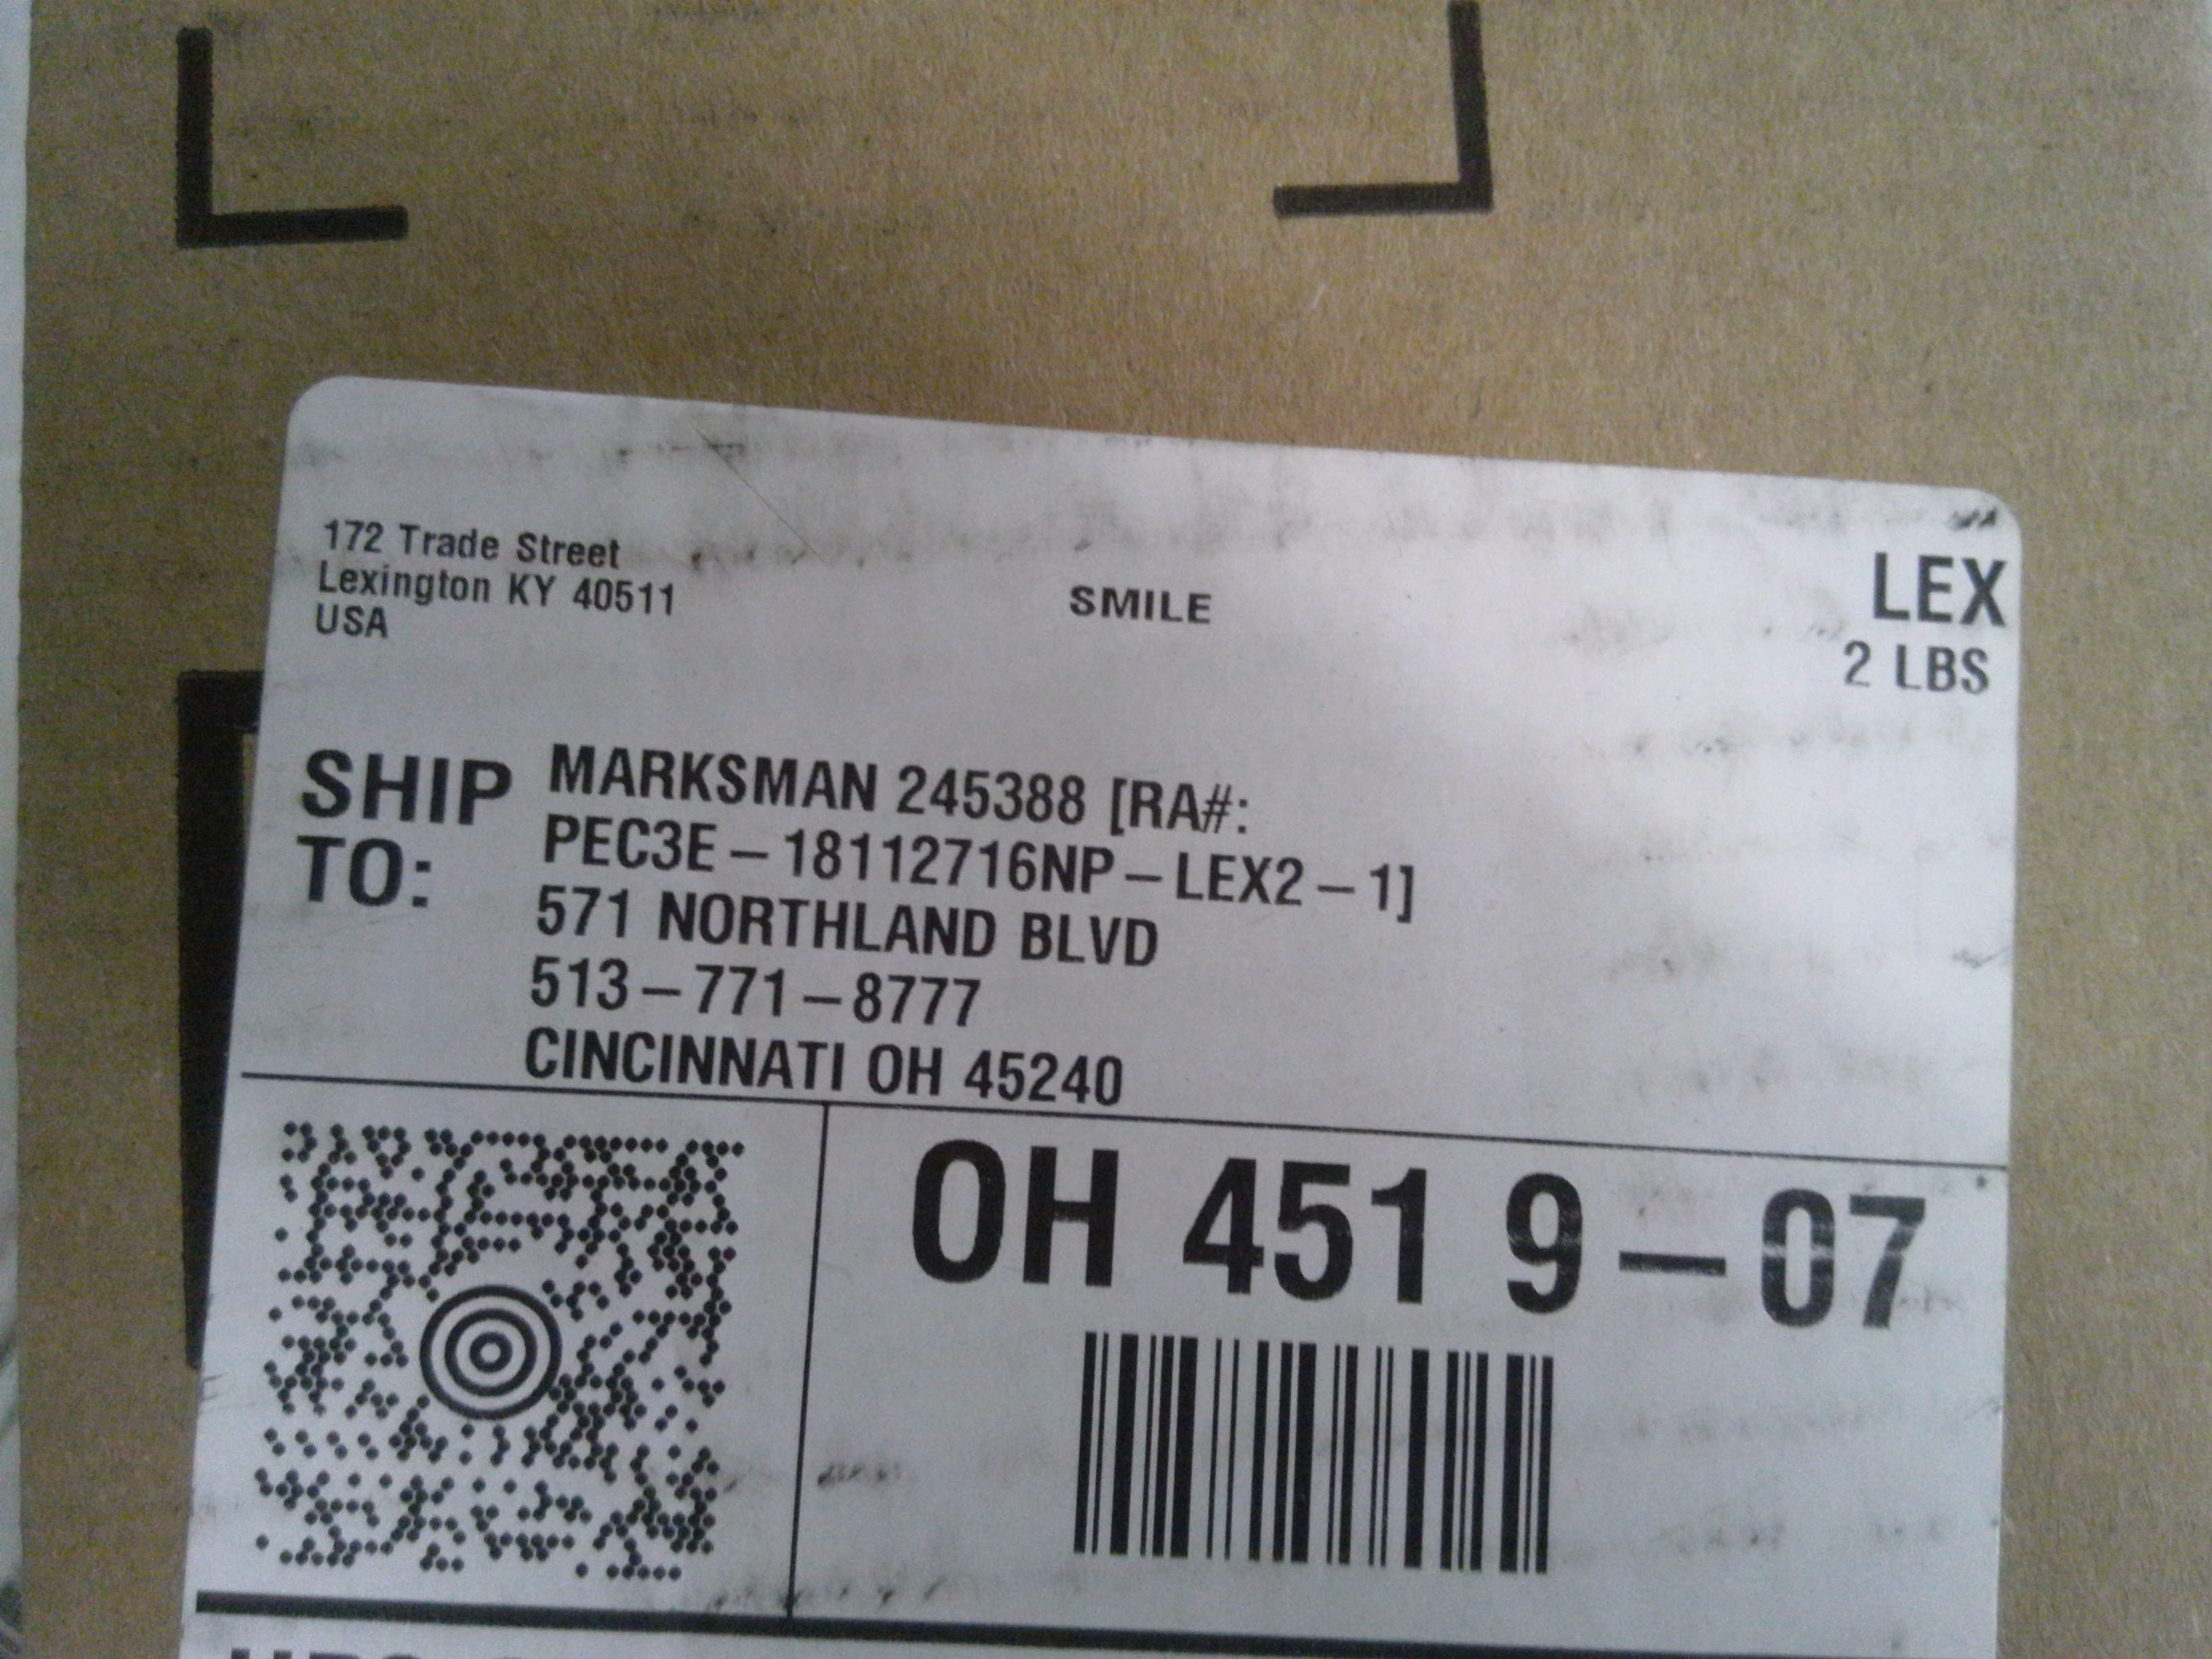 172 Trade Street
Lexington KY 40511
USA
SMILE
LEX
2 LBS
SHIP TO:
MARKSMAN 245388 [RA#:
PEC3E – 18112716NP – LEX2 – 1]
571 NORTHLAND BLVD
513 – 771 – 8777
CINCINNATI OH 45240
OH 451 9 – 07